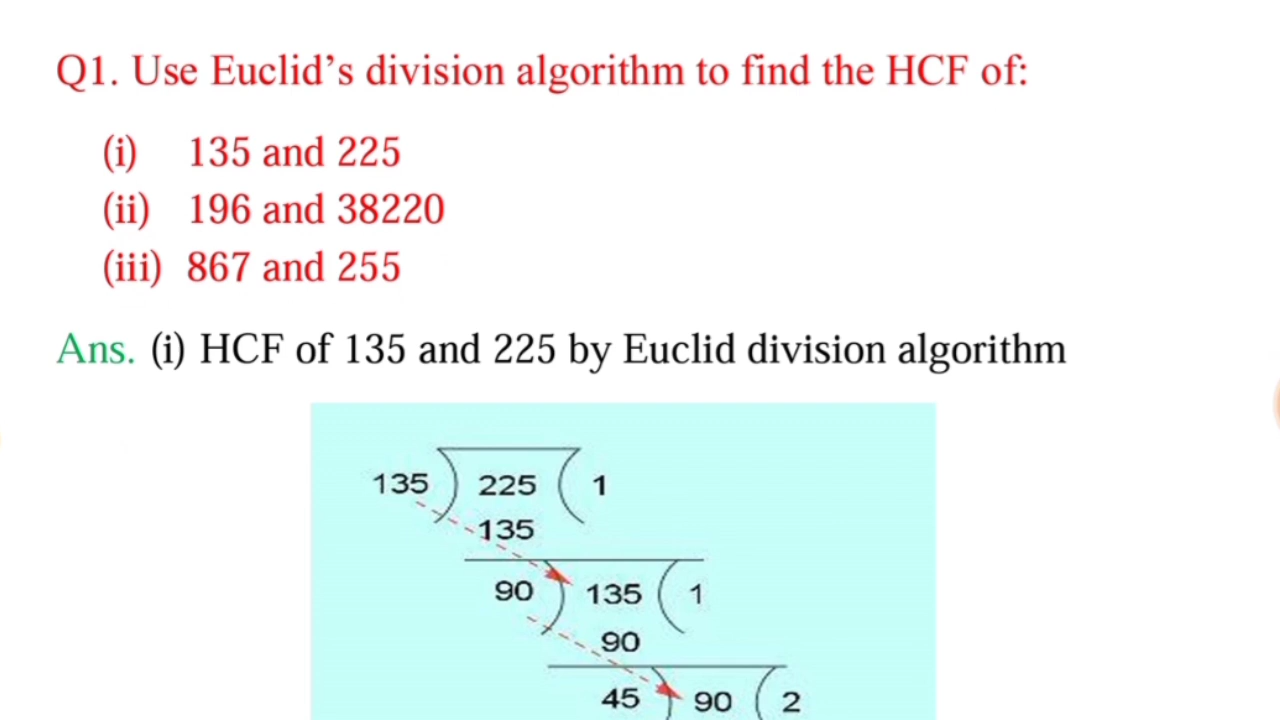 Q1. Use Euclid’s division algorithm to find the HCF of:
(i) 135 and 225
(ii) 196 and 38220
(iii) 867 and 255
Ans. (i) HCF of 135 and 225 by Euclid division algorithm
135 ) 225 ( 1
135
90 ) 135 ( 1
90
45 ) 90 ( 2